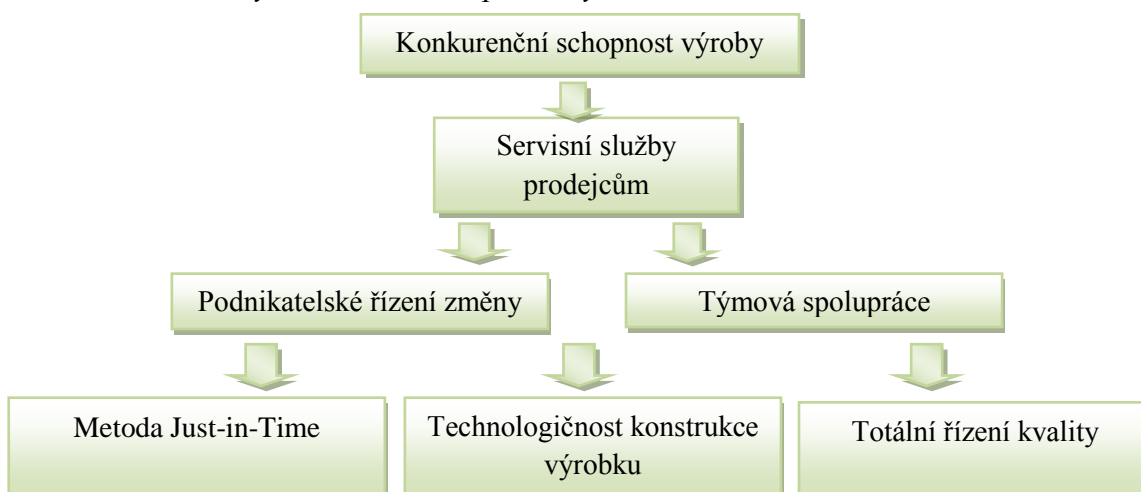 Konkurenční schopnost výroby
Servisní služby
prodejcům
Podnikatelské řízení změny
Týmová spolupráce
Metoda Just-in-Time
Technologičnost konstrukce
výrobku
Totální řízení kvality